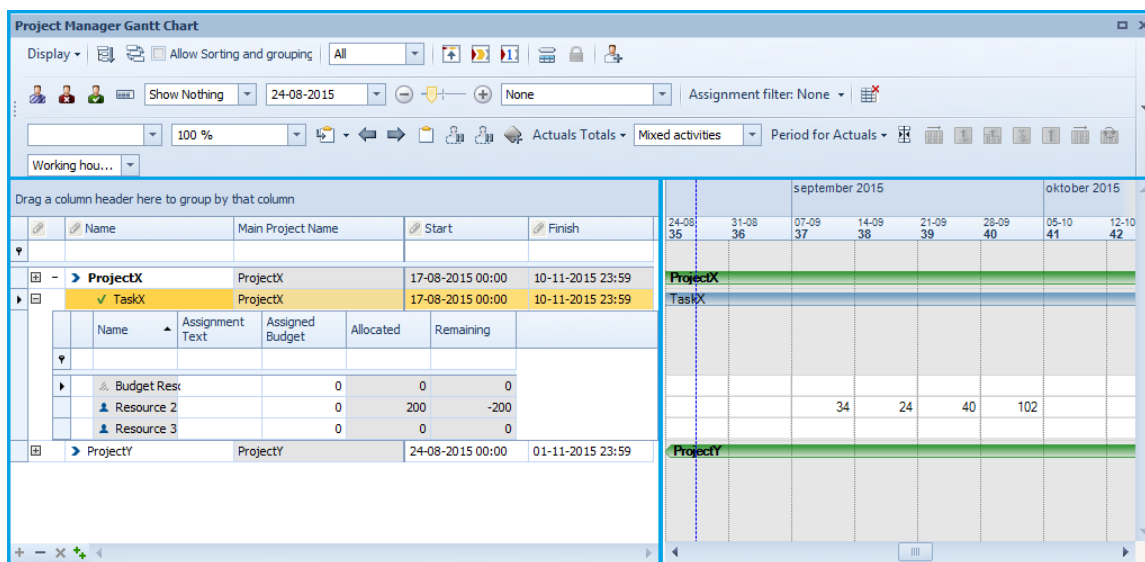 Project Manager Gantt Chart
Display Allow Sorting and grouping All
Show Nothing 24-08-2015 None Assignment filter: None
100 % Actuals Totals Mixed activities Period for Actuals
Working hou...
Drag a column header here to group by that column
september 2015 oktober 2015
Name Main Project Name Start Finish
24-08 31-08 07-09 14-09 21-09 28-09 05-10 12-10
35 36 37 38 39 40 41 42
ProjectX ProjectX 17-08-2015 00:00 10-11-2015 23:59 ProjectX
TaskX ProjectX 17-08-2015 00:00 10-11-2015 23:59 TaskX
Name Assignment Text Assigned Budget Allocated Remaining
Budget Reso 0 0 0
Resource 2 0 200 -200 34 24 40 102
Resource 3 0 0 0
ProjectY ProjectY 24-08-2015 00:00 01-11-2015 23:59 ProjectY